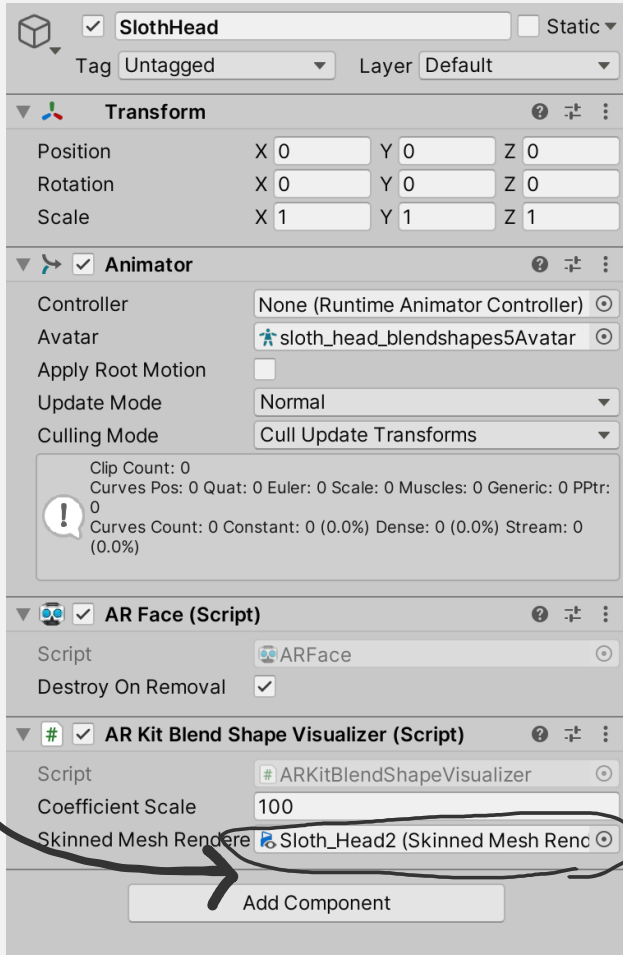 SlothHead
Static
Tag Untagged Layer Default
Transform
Position X 0 Y 0 Z 0
Rotation X 0 Y 0 Z 0
Scale X 1 Y 1 Z 1
Animator
Controller None (Runtime Animator Controller)
Avatar sloth_head_blendshapes5Avatar
Apply Root Motion
Update Mode Normal
Culling Mode Cull Update Transforms
Clip Count: 0
Curves Pos: 0 Quat: 0 Euler: 0 Scale: 0 Muscles: 0 Generic: 0 PPtr:
0
Curves Count: 0 Constant: 0 (0.0%) Dense: 0 (0.0%) Stream: 0
(0.0%)
AR Face (Script)
Script ARFace
Destroy On Removal
# AR Kit Blend Shape Visualizer (Script)
Script # ARKitBlendShapeVisualizer
Coefficient Scale 100
Skinned Mesh Rendere Sloth_Head2 (Skinned Mesh Rend
Add Component